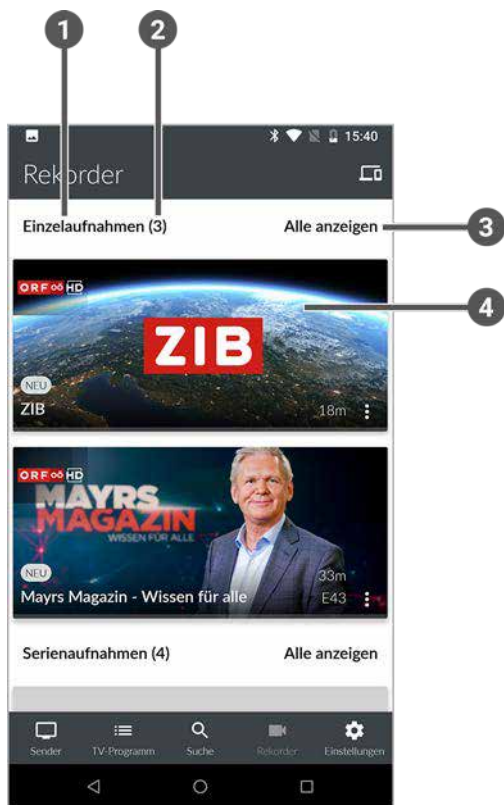 1 2
15:40
Rekorder
Einzelaufnahmen (3) Alle anzeigen 3
4
ORF oö HD
ZIB
NEU
ZIB 18m
ORF oö HD
MAYRS
MAGAZIN
WISSEN FÜR ALLE
NEU
33m
Mayrs Magazin - Wissen für alle E43
Serienaufnahmen (4) Alle anzeigen
Sender TV-Programm Suche Rekorder Einstellungen